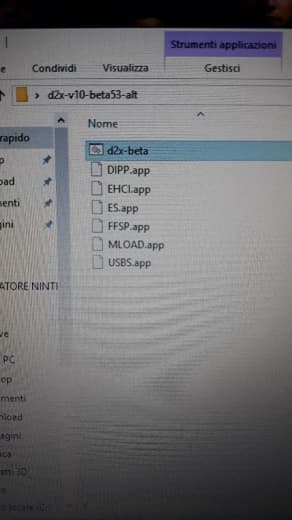 Strumenti applicazioni
e Condividi Visualizza Gestisci
d2x-v10-beta53-alt
Nome
rapido
d2x-beta
DIPP.app
oad
EHCI.app
enti
ES.app
gini
FFSP.app
MLOAD.app
USBS.app
ATORE NINTI
ve
PC
op
menti
nload
agini
ica
etti 3D